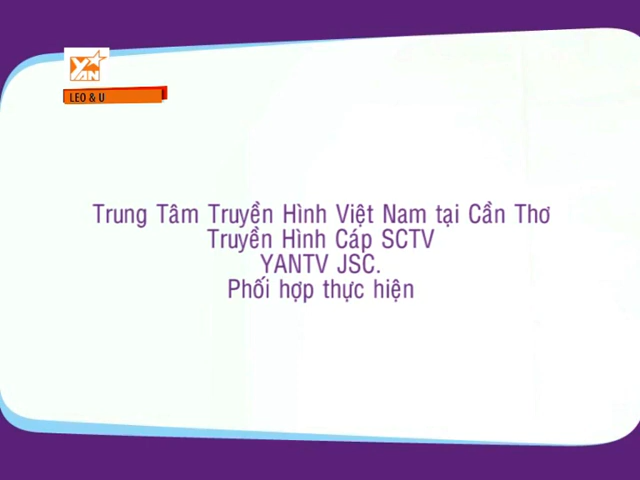 YAN
LEO & U
Trung Tâm Truyền Hình Việt Nam tại Cần Thơ
Truyền Hình Cáp SCTV
YANTV JSC.
Phối hợp thực hiện